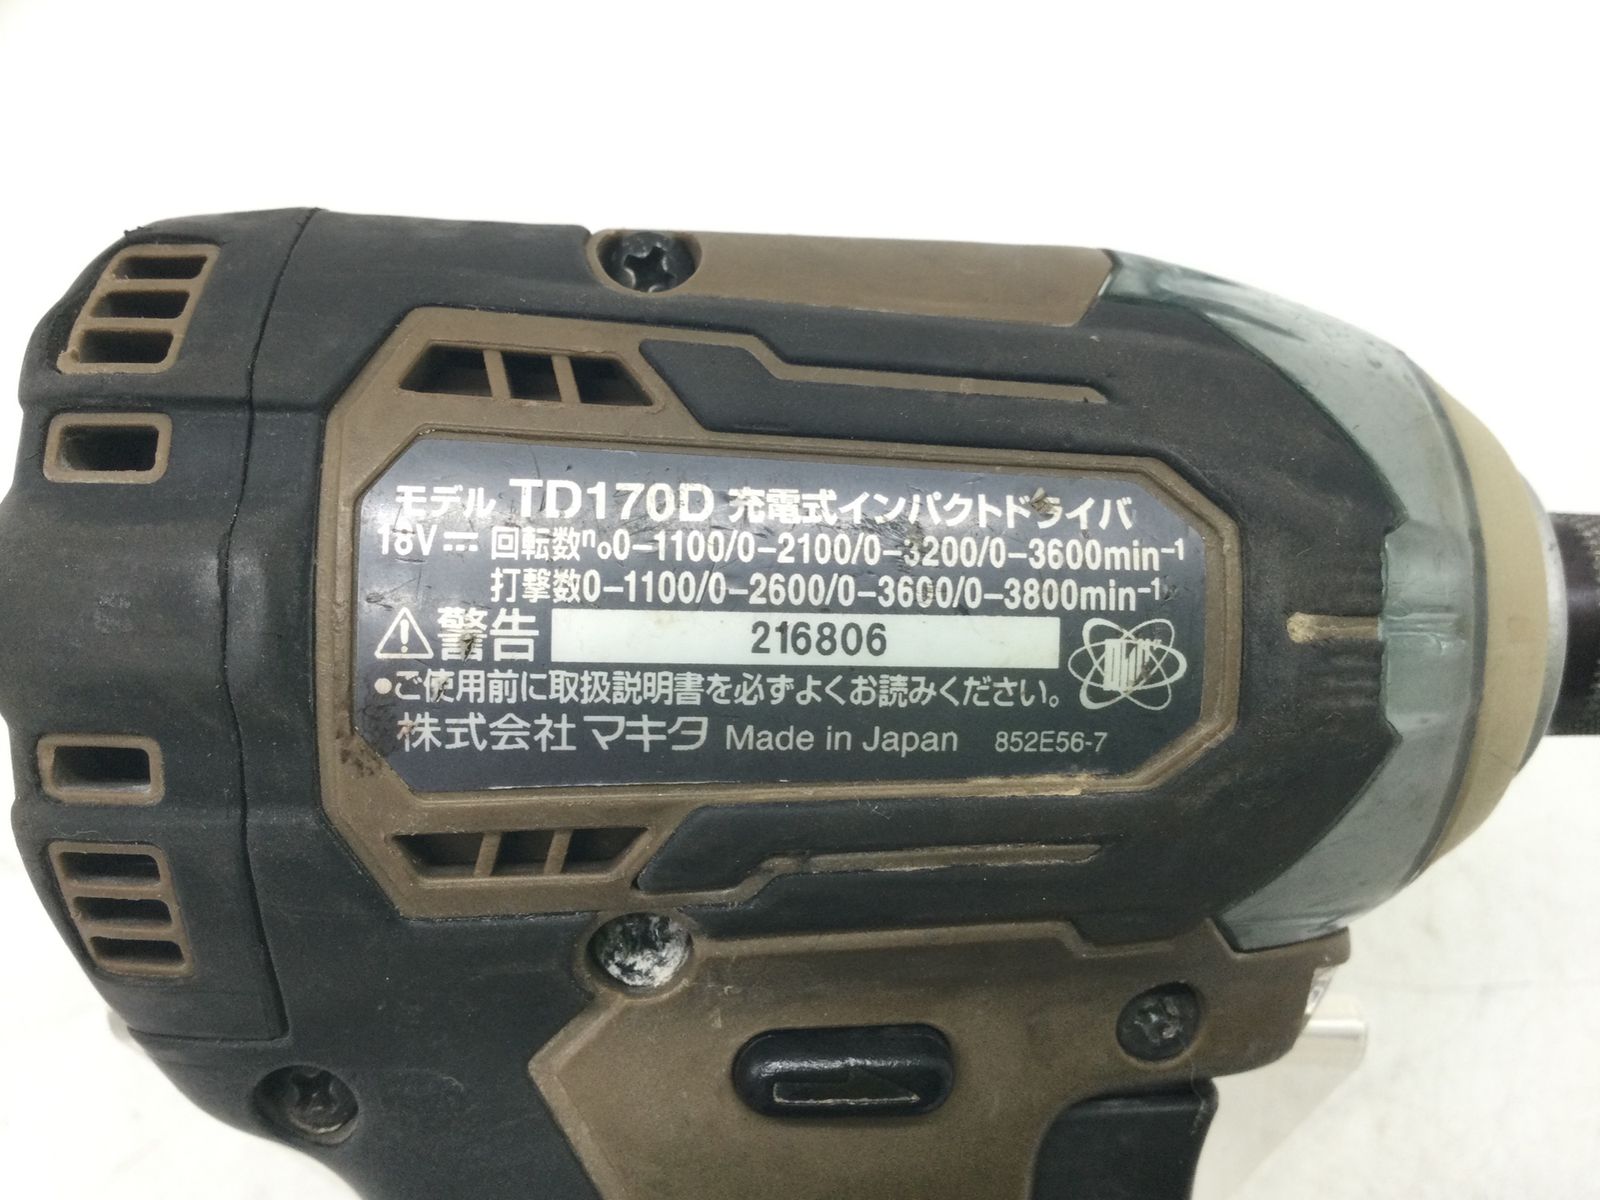 モデル TD170D 充電式インパクトドライバ
18V⎓ 回転数n₀0-1100/0-2100/0-3200/0-3600min⁻¹
打撃数0-1100/0-2600/0-3600/0-3800min⁻¹
⚠警告 216806
●ご使用前に取扱説明書を必ずよくお読みください。
株式会社マキタ Made in Japan 852E56-7